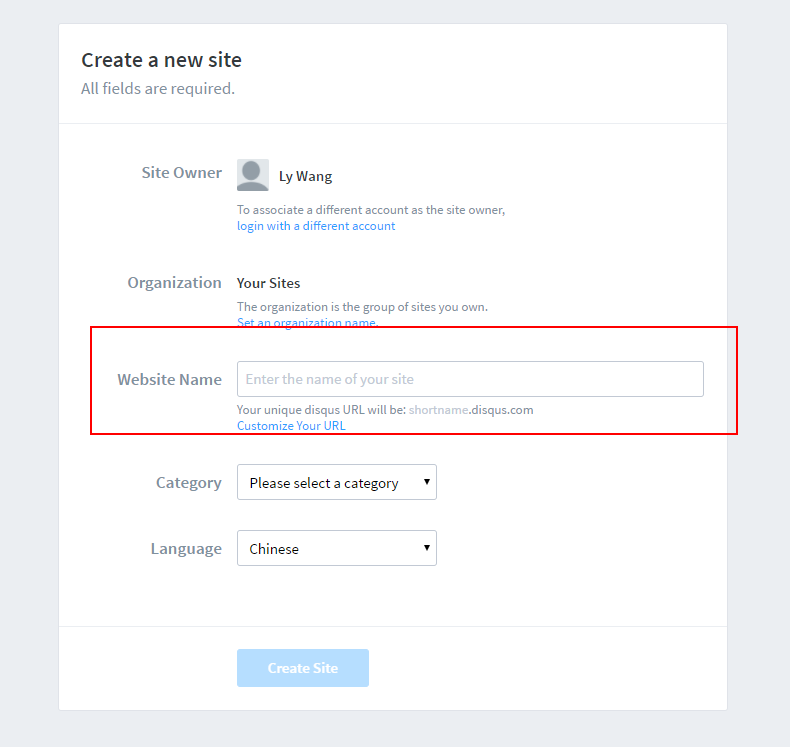 Create a new site
All fields are required.
Site Owner
Ly Wang
To associate a different account as the site owner,
login with a different account
Organization
Your Sites
The organization is the group of sites you own.
Set an organization name.
Website Name
Enter the name of your site
Your unique disqus URL will be: shortname.disqus.com
Customize Your URL
Category
Please select a category
Language
Chinese
Create Site